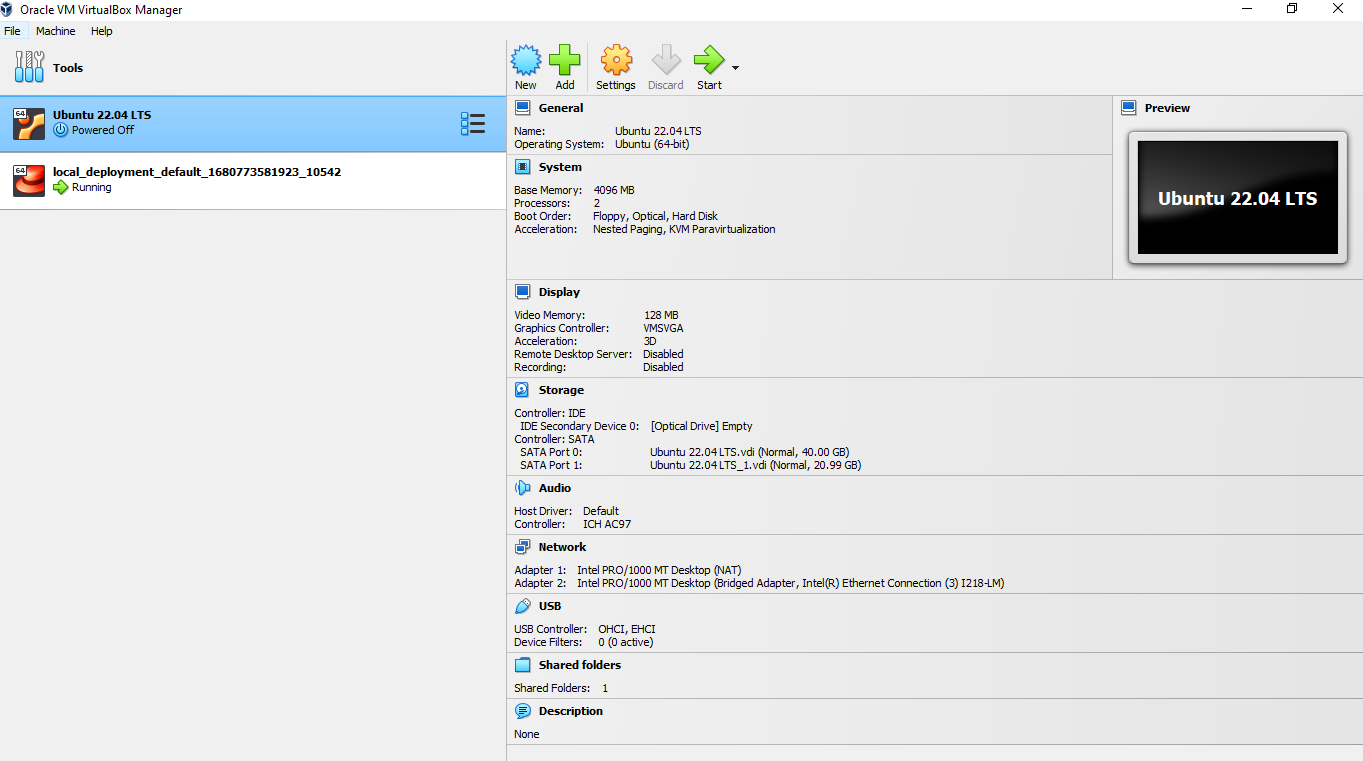 Oracle VM VirtualBox Manager
File Machine Help
Tools
New Add Settings Discard Start
64 Ubuntu 22.04 LTS
Powered Off
64 local_deployment_default_1680773581923_10542
Running
General
Name: Ubuntu 22.04 LTS
Operating System: Ubuntu (64-bit)
Preview
Ubuntu 22.04 LTS
System
Base Memory: 4096 MB
Processors: 2
Boot Order: Floppy, Optical, Hard Disk
Acceleration: Nested Paging, KVM Paravirtualization
Display
Video Memory: 128 MB
Graphics Controller: VMSVGA
Acceleration: 3D
Remote Desktop Server: Disabled
Recording: Disabled
Storage
Controller: IDE
IDE Secondary Device 0: [Optical Drive] Empty
Controller: SATA
SATA Port 0: Ubuntu 22.04 LTS.vdi (Normal, 40.00 GB)
SATA Port 1: Ubuntu 22.04 LTS_1.vdi (Normal, 20.99 GB)
Audio
Host Driver: Default
Controller: ICH AC97
Network
Adapter 1: Intel PRO/1000 MT Desktop (NAT)
Adapter 2: Intel PRO/1000 MT Desktop (Bridged Adapter, Intel(R) Ethernet Connection (3) I218-LM)
USB
USB Controller: OHCI, EHCI
Device Filters: 0 (0 active)
Shared folders
Shared Folders: 1
Description
None